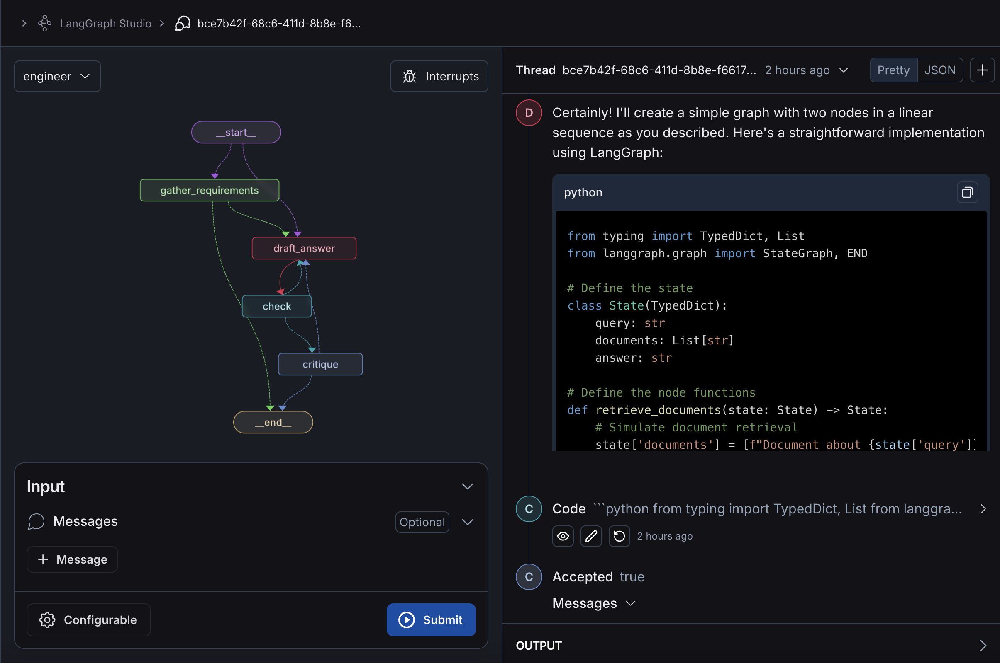 LangGraph Studio
bce7b42f-68c6-411d-8b8e-f6...
engineer
Interrupts
__start__
gather_requirements
draft_answer
check
critique
__end__
Input
Messages
Optional
+ Message
Configurable
Submit
Thread bce7b42f-68c6-411d-8b8e-f6617... 2 hours ago
Pretty
JSON
D
Certainly! I'll create a simple graph with two nodes in a linear
sequence as you described. Here's a straightforward implementation
using LangGraph:
python
from typing import TypedDict, List
from langgraph.graph import StateGraph, END
# Define the state
class State(TypedDict):
    query: str
    documents: List[str]
    answer: str
# Define the node functions
def retrieve_documents(state: State) -> State:
    # Simulate document retrieval
    state['documents'] = [f"Document about {state['query']
C
Code ```python from typing import TypedDict, List from langgra...
2 hours ago
C
Accepted true
Messages
OUTPUT